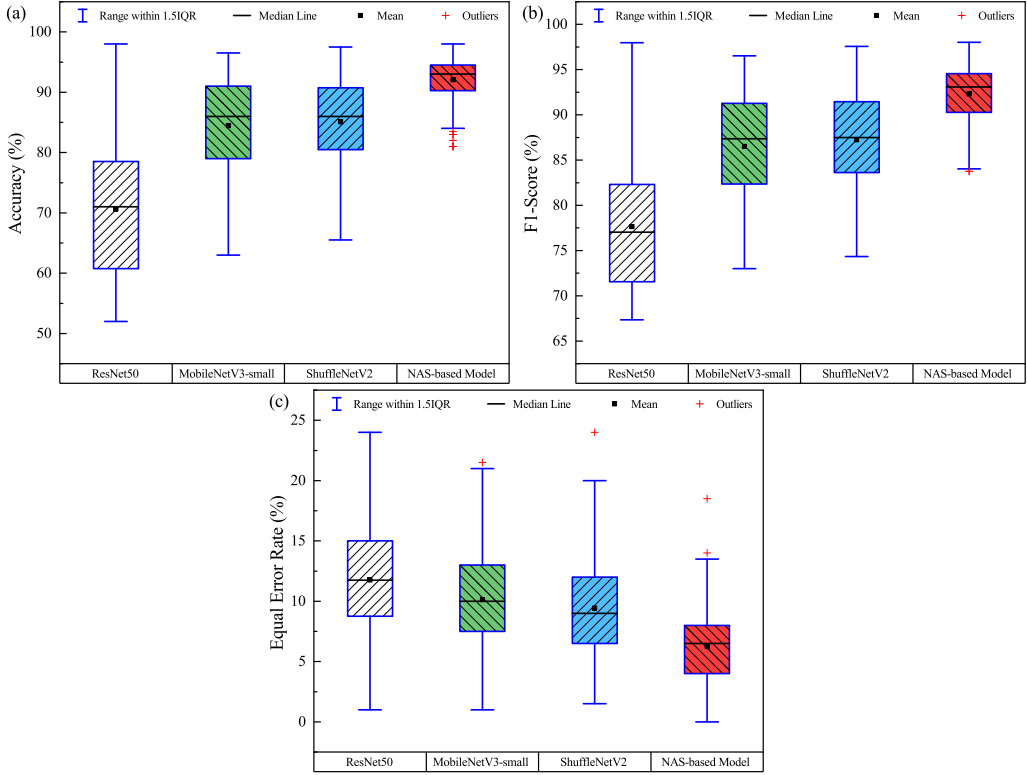 (a)
Range within 1.5IQR
Median Line
Mean
Outliers
Accuracy (%)
100
90
80
70
60
50
ResNet50
MobileNetV3-small
ShuffleNetV2
NAS-based Model
(b)
Range within 1.5IQR
Median Line
Mean
Outliers
F1-Score (%)
100
95
90
85
80
75
70
65
ResNet50
MobileNetV3-small
ShuffleNetV2
NAS-based Model
(c)
Range within 1.5IQR
Median Line
Mean
Outliers
Equal Error Rate (%)
25
20
15
10
5
0
ResNet50
MobileNetV3-small
ShuffleNetV2
NAS-based Model